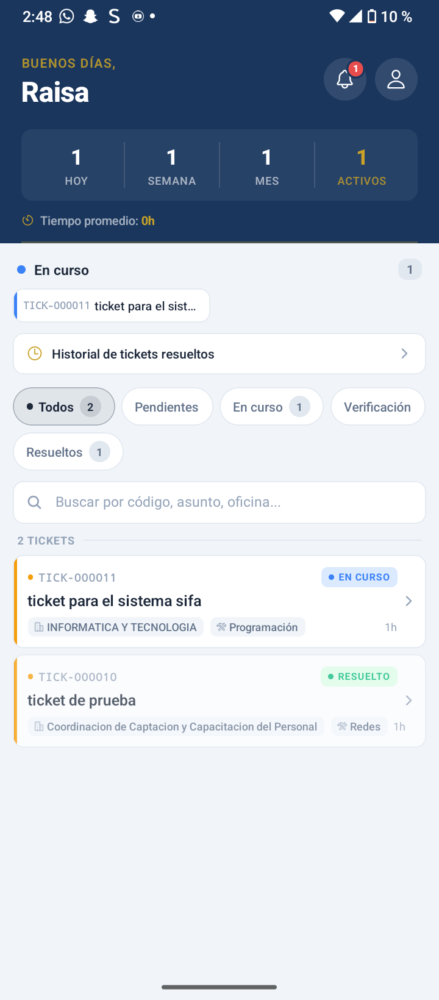 2:48 10 %
BUENOS DÍAS,
Raisa
1
1 1 1 1
HOY SEMANA MES ACTIVOS
Tiempo promedio: 0h
En curso 1
TICK-000011 ticket para el sist...
Historial de tickets resueltos
Todos 2 Pendientes En curso 1 Verificación
Resueltos 1
Buscar por código, asunto, oficina...
2 TICKETS
TICK-000011 EN CURSO
ticket para el sistema sifa
INFORMATICA Y TECNOLOGIA Programación 1h
TICK-000010 RESUELTO
ticket de prueba
Coordinacion de Captacion y Capacitacion del Personal Redes 1h